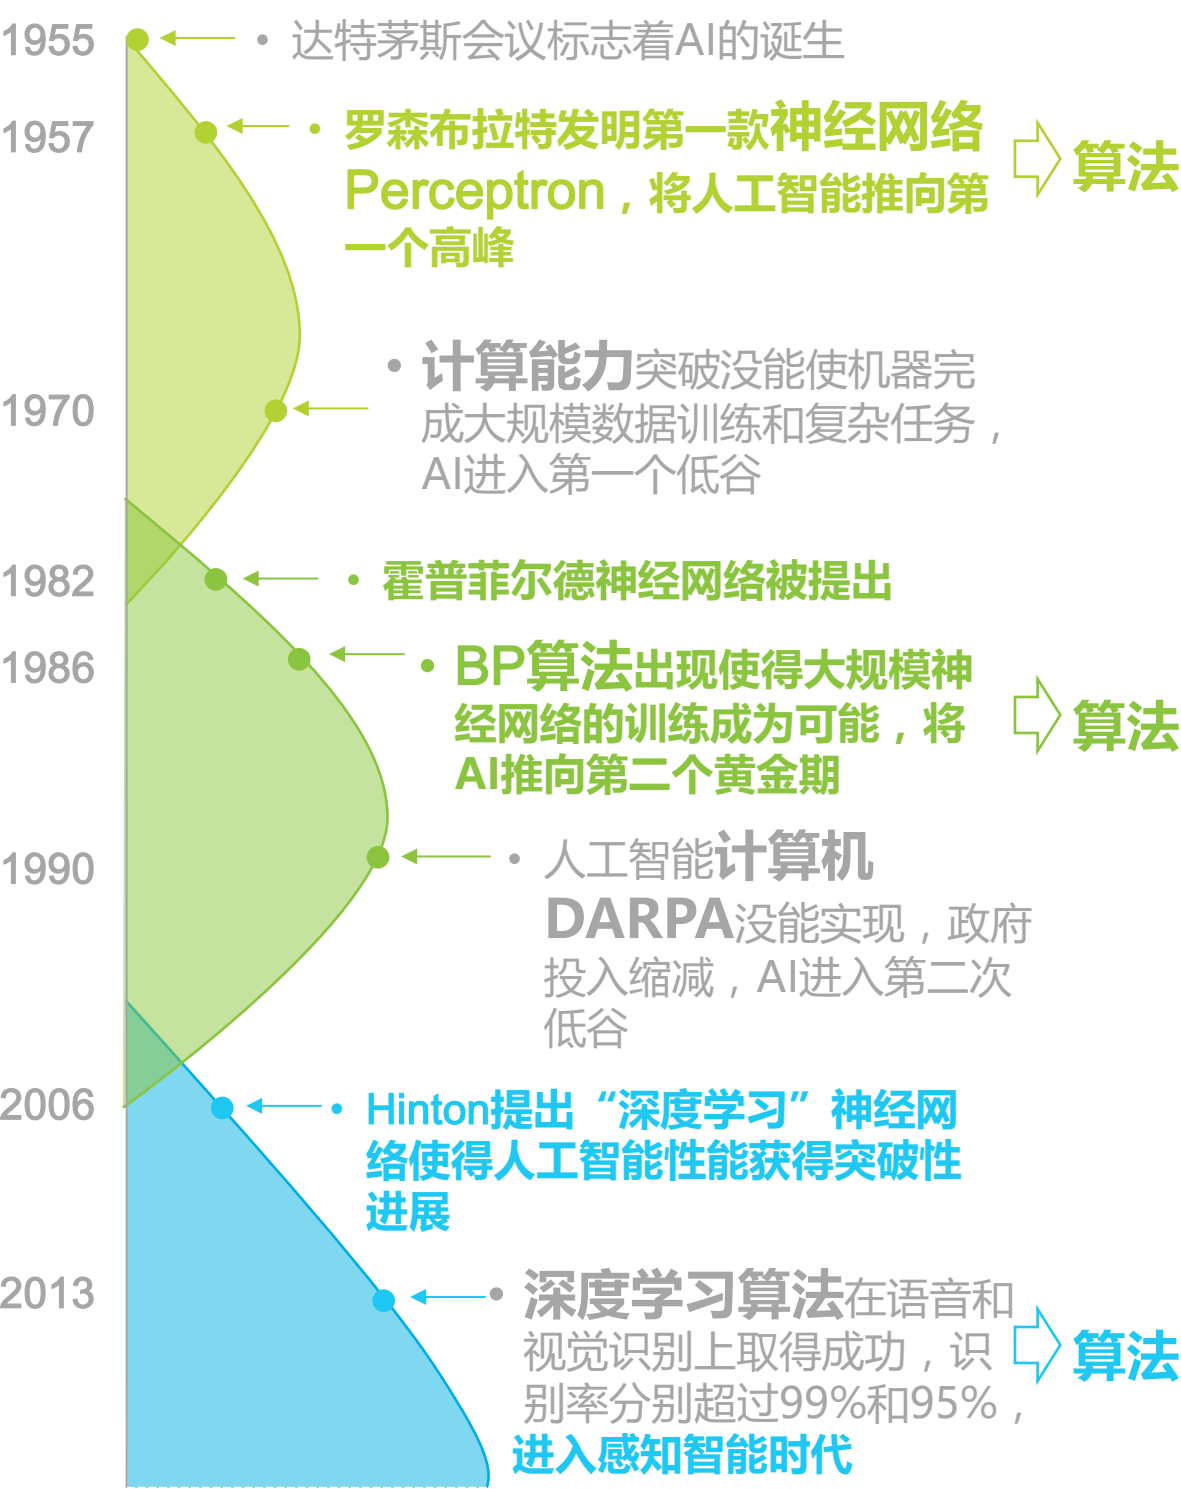 1955
• 达特茅斯会议标志着AI的诞生
1957
• 罗森布拉特发明第一款神经网络
Perceptron，将人工智能推向第
一个高峰
算法
1970
• 计算能力突破没能使机器完
成大规模数据训练和复杂任务，
AI进入第一个低谷
1982
• 霍普菲尔德神经网络被提出
1986
• BP算法出现使得大规模神
经网络的训练成为可能，将
AI推向第二个黄金期
算法
1990
• 人工智能计算机
DARPA没能实现，政府
投入缩减，AI进入第二次
低谷
2006
• Hinton提出“深度学习”神经网
络使得人工智能性能获得突破性
进展
2013
• 深度学习算法在语音和
视觉识别上取得成功，识
别率分别超过99%和95%，
进入感知智能时代
算法